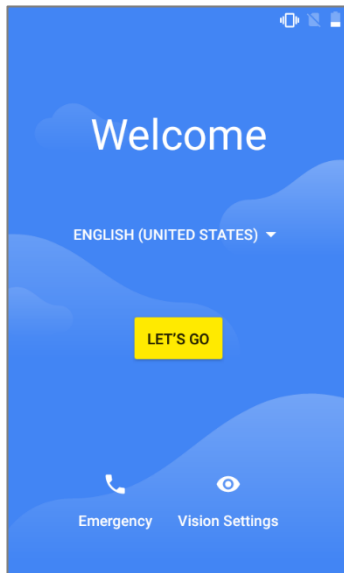 Welcome
ENGLISH (UNITED STATES)
LET'S GO
Emergency Vision Settings